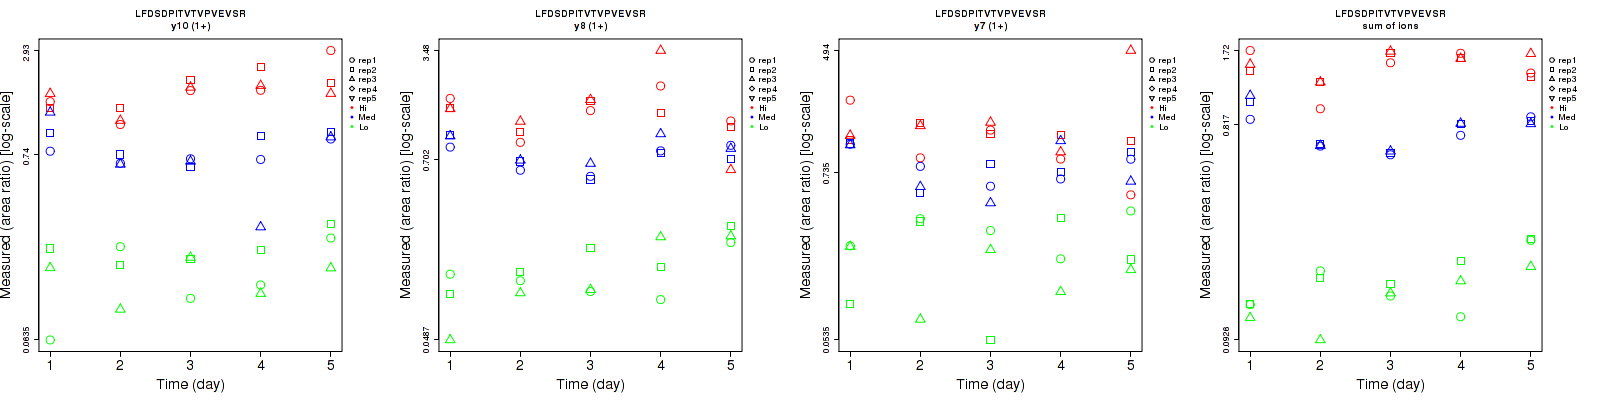 LFDSDPITVTVPVEVSR
y10 (1+)
2.93
0.74
0.0635
Measured (area ratio) [log-scale]
1 2 3 4 5
Time (day)
rep1
rep2
rep3
rep4
rep5
Hi
Med
Lo
LFDSDPITVTVPVEVSR
y8 (1+)
3.48
0.702
0.0487
Measured (area ratio) [log-scale]
1 2 3 4 5
Time (day)
rep1
rep2
rep3
rep4
rep5
Hi
Med
Lo
LFDSDPITVTVPVEVSR
y7 (1+)
4.94
0.735
0.0535
Measured (area ratio) [log-scale]
1 2 3 4 5
Time (day)
rep1
rep2
rep3
rep4
rep5
Hi
Med
Lo
LFDSDPITVTVPVEVSR
sum of ions
1.72
0.817
0.0926
Measured (area ratio) [log-scale]
1 2 3 4 5
Time (day)
rep1
rep2
rep3
rep4
rep5
Hi
Med
Lo